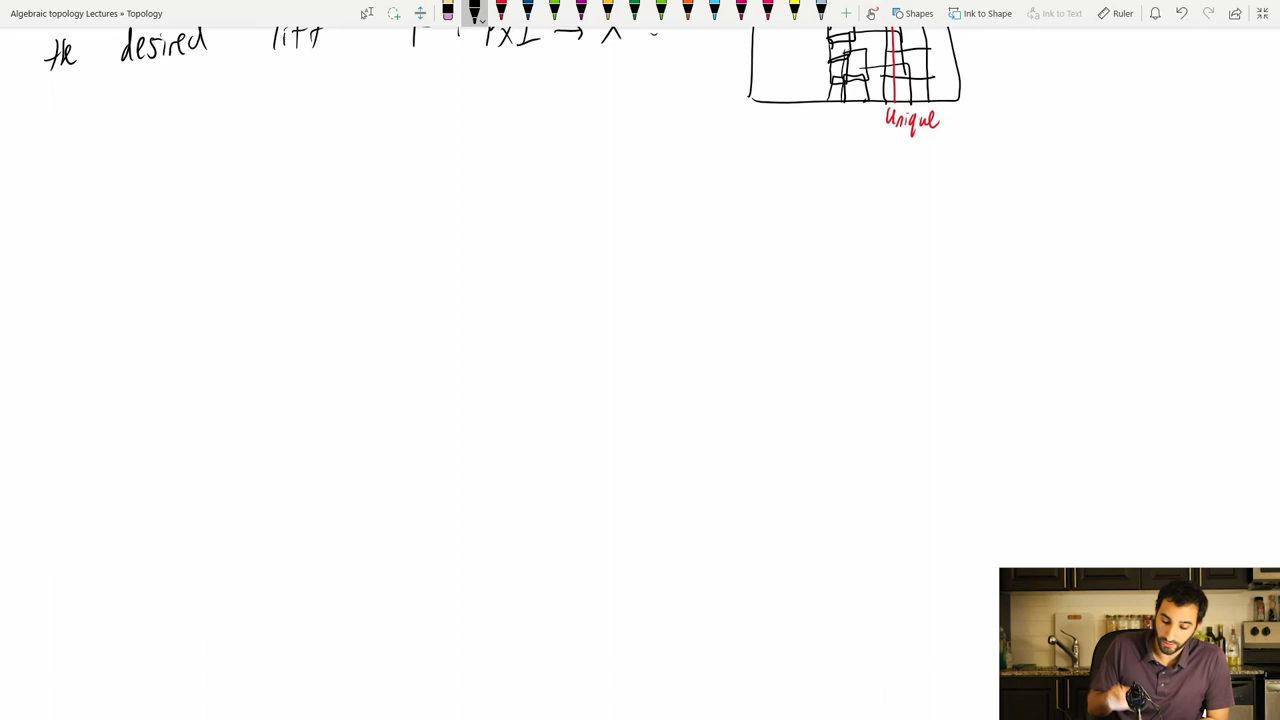 Algebraic topology Lectures » Topology
Shapes
Ink to Shape
Ink to Text
Ruler
the desired lift Y×I → X
unique